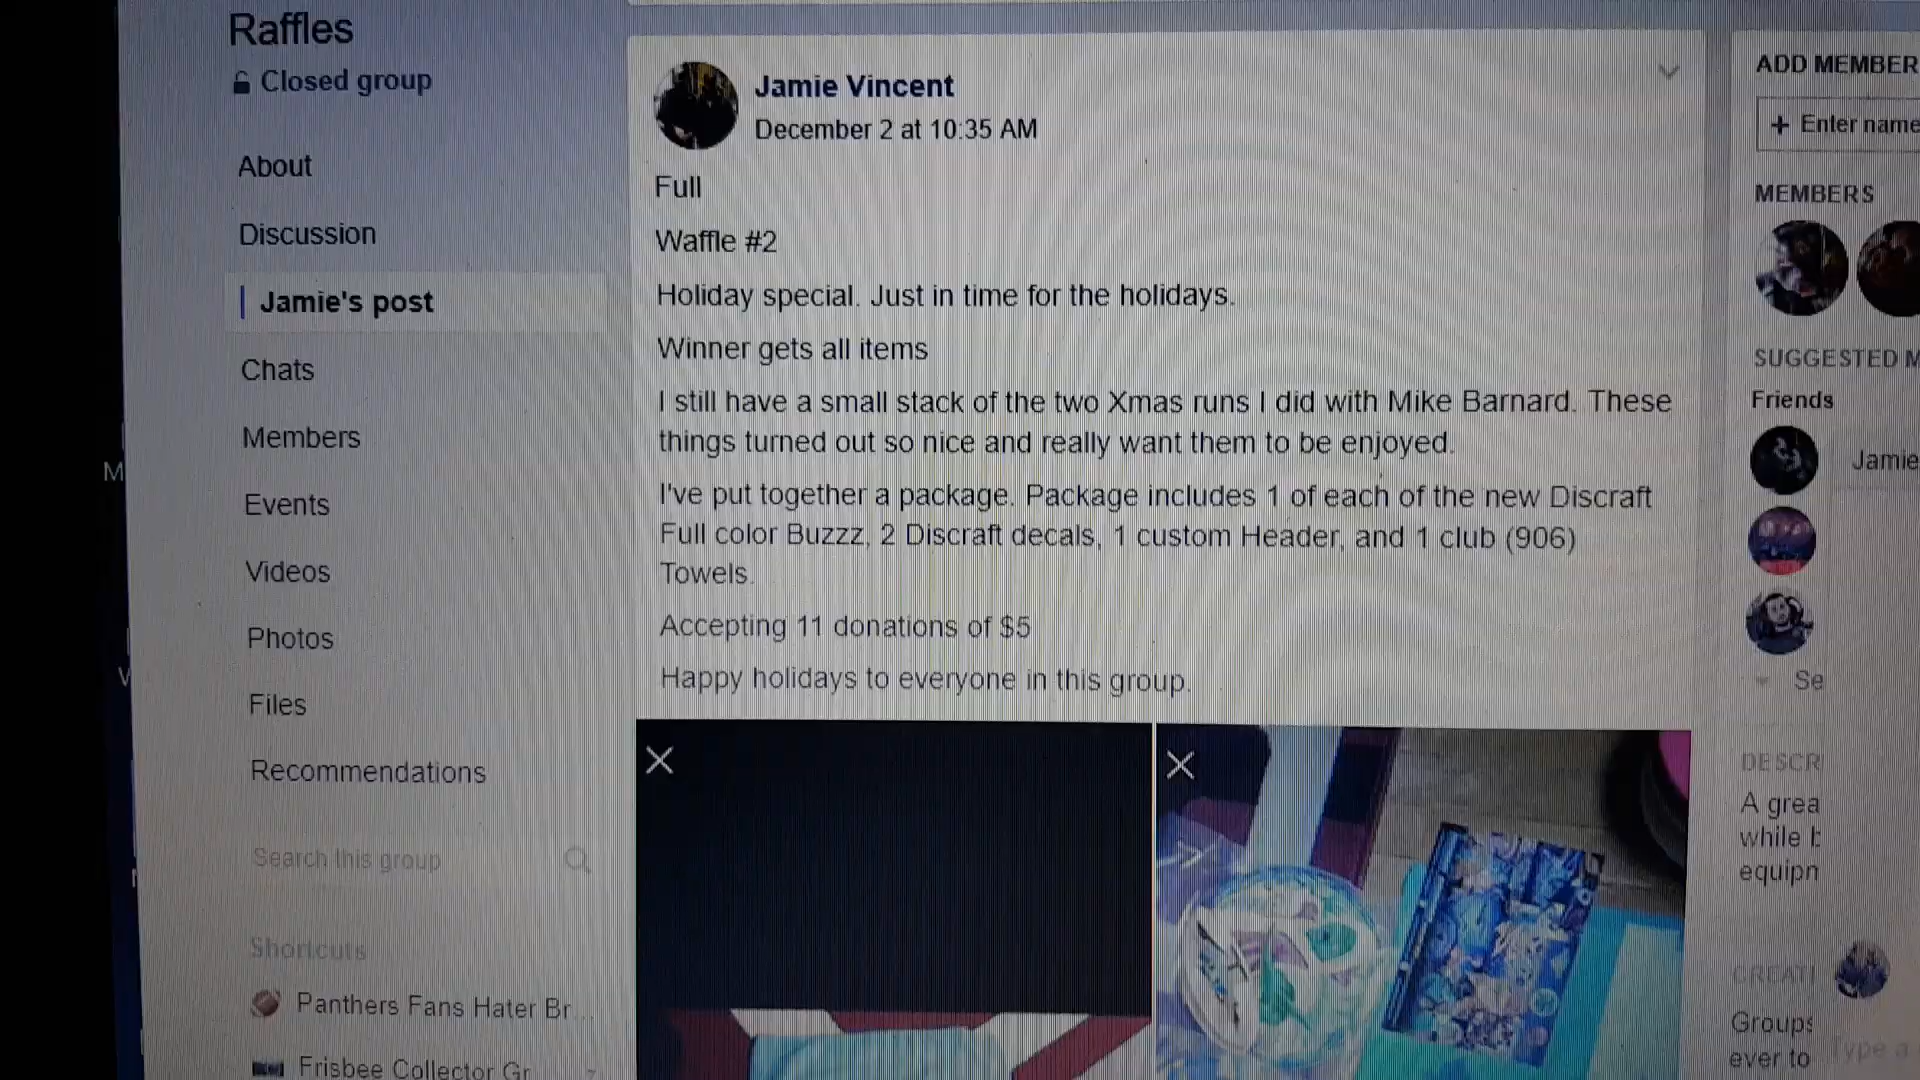 Raffles
Closed group
About
Discussion
Jamie's post
Chats
Members
Events
Videos
Photos
Files
Recommendations
Search this group
Shortcuts
Panthers Fans Hater Br...
Frisbee Collector Gr
Jamie Vincent
December 2 at 10:35 AM
Full
Waffle #2
Holiday special. Just in time for the holidays.
Winner gets all items
I still have a small stack of the two Xmas runs I did with Mike Barnard. These
things turned out so nice and really want them to be enjoyed.
I've put together a package. Package includes 1 of each of the new Discraft
Full color Buzzz, 2 Discraft decals, 1 custom Header, and 1 club (906)
Towels.
Accepting 11 donations of $5
Happy holidays to everyone in this group.
ADD MEMBER
+ Enter name
MEMBERS
SUGGESTED M
Friends
Jamie
Se
DESCR
A grea
while
equipn
CREATI
Groups
ever to
Type a